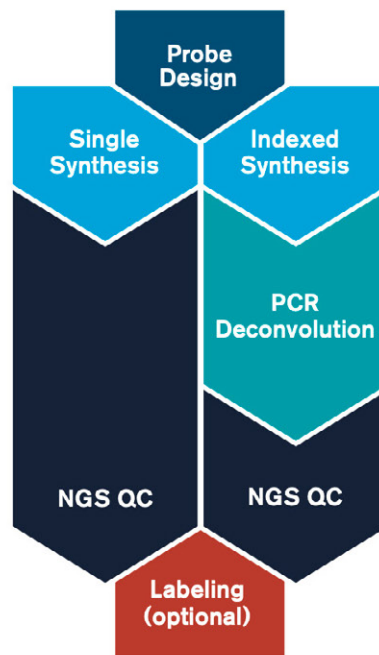 Probe
Design
Single
Synthesis
Indexed
Synthesis
PCR
Deconvolution
NGS QC
NGS QC
Labeling
(optional)